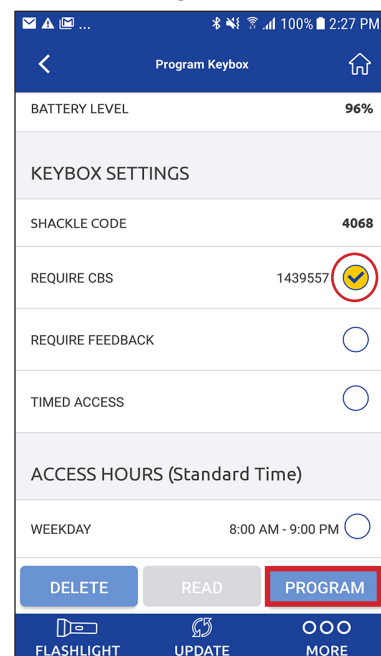 ... 100% 2:27 PM
Program Keybox
BATTERY LEVEL 96%
KEYBOX SETTINGS
SHACKLE CODE 4068
REQUIRE CBS 1439557
REQUIRE FEEDBACK
TIMED ACCESS
ACCESS HOURS (Standard Time)
WEEKDAY 8:00 AM - 9:00 PM
DELETE READ PROGRAM
FLASHLIGHT UPDATE MORE